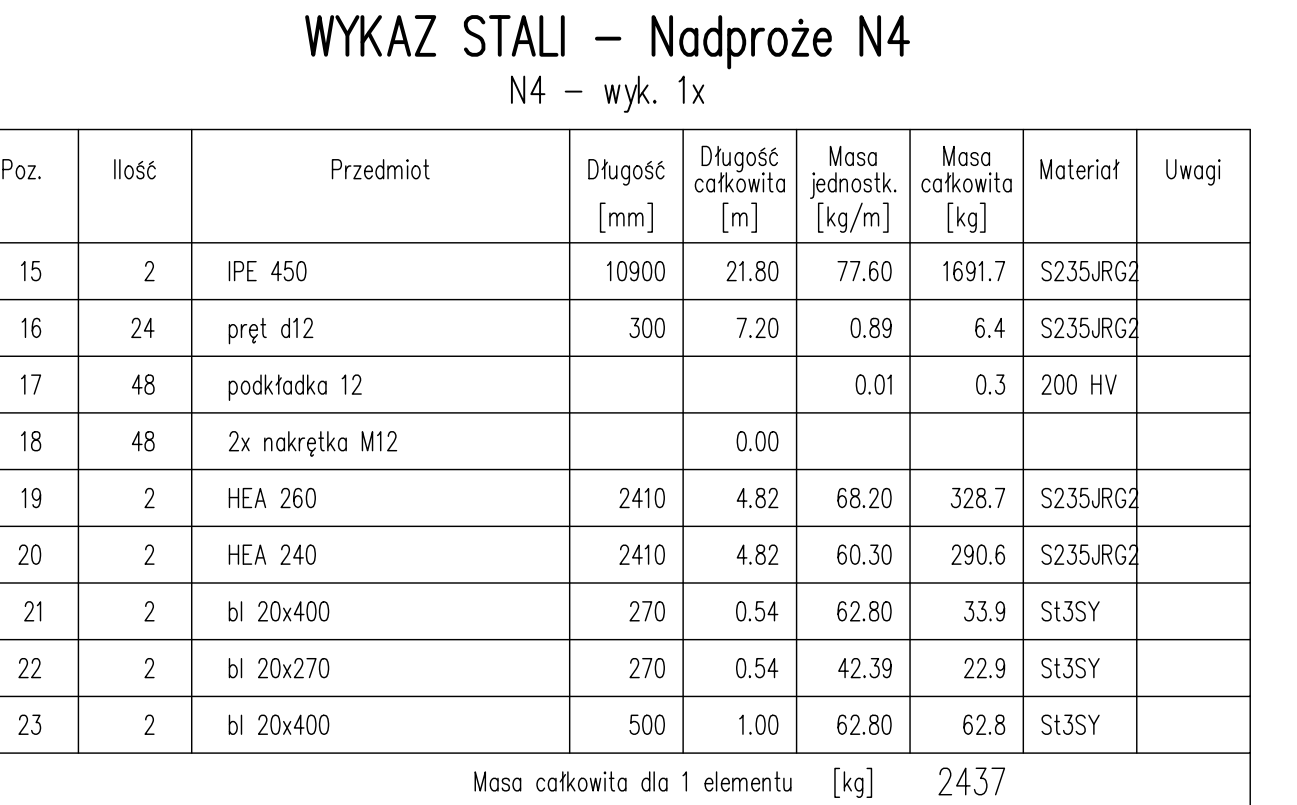 WYKAZ STALI – Nadproże N4
N4 – wyk. 1x
Poz. Ilość Przedmiot Długość [mm] Długość całkowita [m] Masa jednostk. [kg/m] Masa całkowita [kg] Materiał Uwagi
15 2 IPE 450 10900 21.80 77.60 1691.7 S235JRG2
16 24 pręt d12 300 7.20 0.89 6.4 S235JRG2
17 48 podkładka 12 0.01 0.3 200 HV
18 48 2x nakrętka M12 0.00
19 2 HEA 260 2410 4.82 68.20 328.7 S235JRG2
20 2 HEA 240 2410 4.82 60.30 290.6 S235JRG2
21 2 bl 20x400 270 0.54 62.80 33.9 St3SY
22 2 bl 20x270 270 0.54 42.39 22.9 St3SY
23 2 bl 20x400 500 1.00 62.80 62.8 St3SY
Masa całkowita dla 1 elementu [kg] 2437